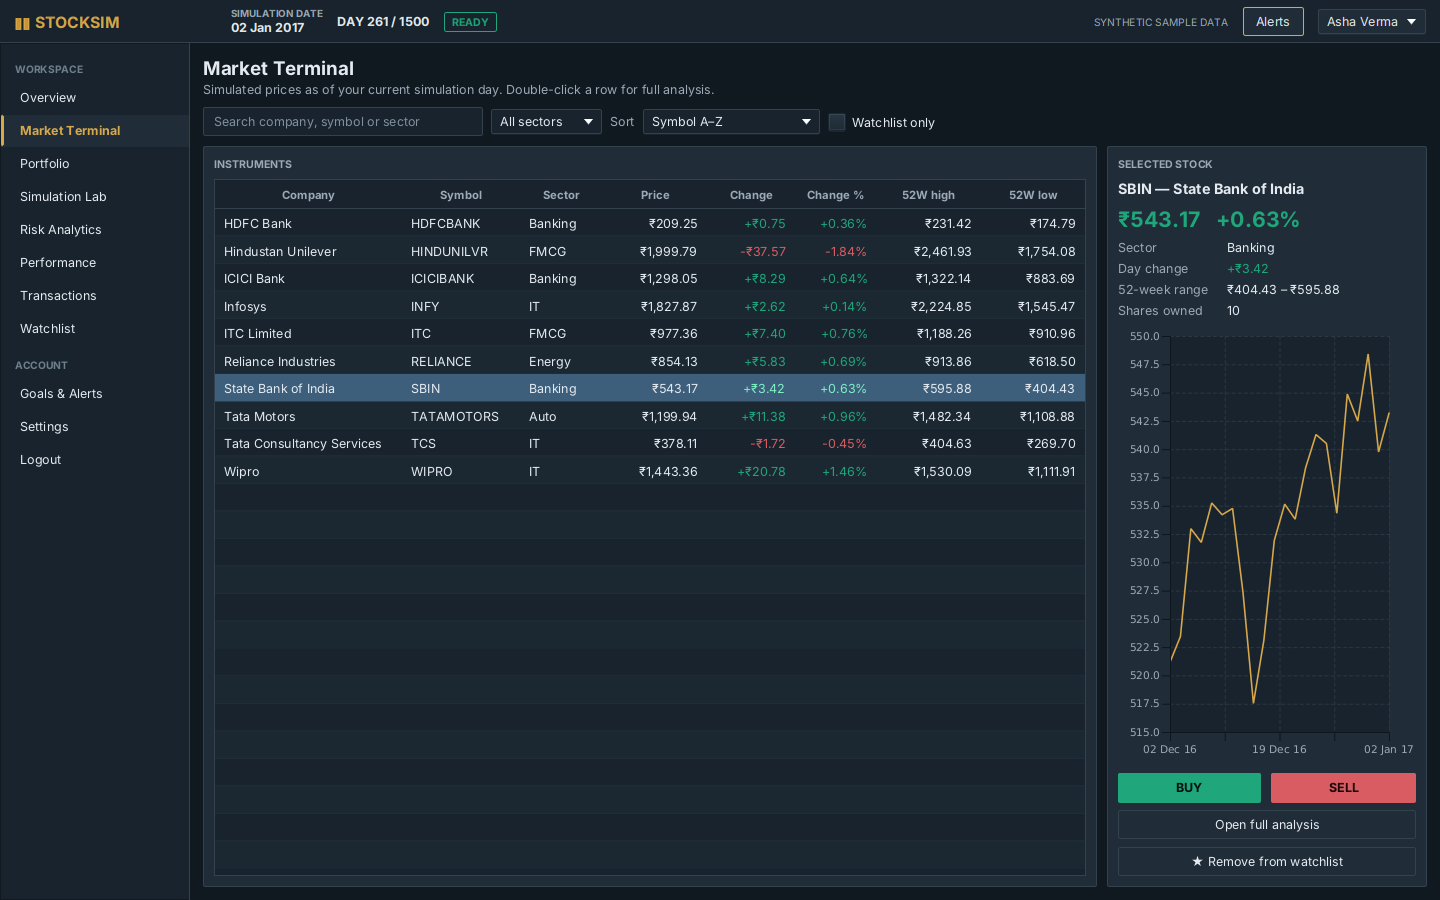 STOCKSIM
SIMULATION DATE
02 Jan 2017
DAY 261 / 1500
READY
SYNTHETIC SAMPLE DATA
Alerts
Asha Verma
WORKSPACE
Overview
Market Terminal
Portfolio
Simulation Lab
Risk Analytics
Performance
Transactions
Watchlist
ACCOUNT
Goals & Alerts
Settings
Logout
Market Terminal
Simulated prices as of your current simulation day. Double-click a row for full analysis.
Search company, symbol or sector
All sectors
Sort
Symbol A–Z
Watchlist only
INSTRUMENTS
Company Symbol Sector Price Change Change % 52W high 52W low
HDFC Bank HDFCBANK Banking ₹209.25 +₹0.75 +0.36% ₹231.42 ₹174.79
Hindustan Unilever HINDUNILVR FMCG ₹1,999.79 -₹37.57 -1.84% ₹2,461.93 ₹1,754.08
ICICI Bank ICICIBANK Banking ₹1,298.05 +₹8.29 +0.64% ₹1,322.14 ₹883.69
Infosys INFY IT ₹1,827.87 +₹2.62 +0.14% ₹2,224.85 ₹1,545.47
ITC Limited ITC FMCG ₹977.36 +₹7.40 +0.76% ₹1,188.26 ₹910.96
Reliance Industries RELIANCE Energy ₹854.13 +₹5.83 +0.69% ₹913.86 ₹618.50
State Bank of India SBIN Banking ₹543.17 +₹3.42 +0.63% ₹595.88 ₹404.43
Tata Motors TATAMOTORS Auto ₹1,199.94 +₹11.38 +0.96% ₹1,482.34 ₹1,108.88
Tata Consultancy Services TCS IT ₹378.11 -₹1.72 -0.45% ₹404.63 ₹269.70
Wipro WIPRO IT ₹1,443.36 +₹20.78 +1.46% ₹1,530.09 ₹1,111.91
SELECTED STOCK
SBIN — State Bank of India
₹543.17 +0.63%
Sector Banking
Day change +₹3.42
52-week range ₹404.43 – ₹595.88
Shares owned 10
550.0
547.5
545.0
542.5
540.0
537.5
535.0
532.5
530.0
527.5
525.0
522.5
520.0
517.5
515.0
02 Dec 16 19 Dec 16 02 Jan 17
BUY
SELL
Open full analysis
★ Remove from watchlist